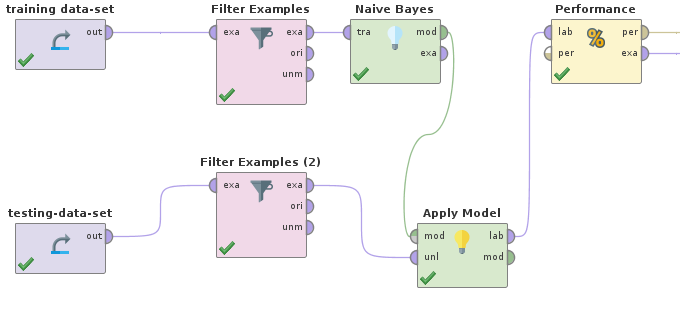 training data-set
out
Filter Examples
exa exa
ori
unm
Naive Bayes
tra mod
exa
Performance
lab per
per exa
%
testing-data-set
out
Filter Examples (2)
exa exa
ori
unm
Apply Model
mod lab
unl mod